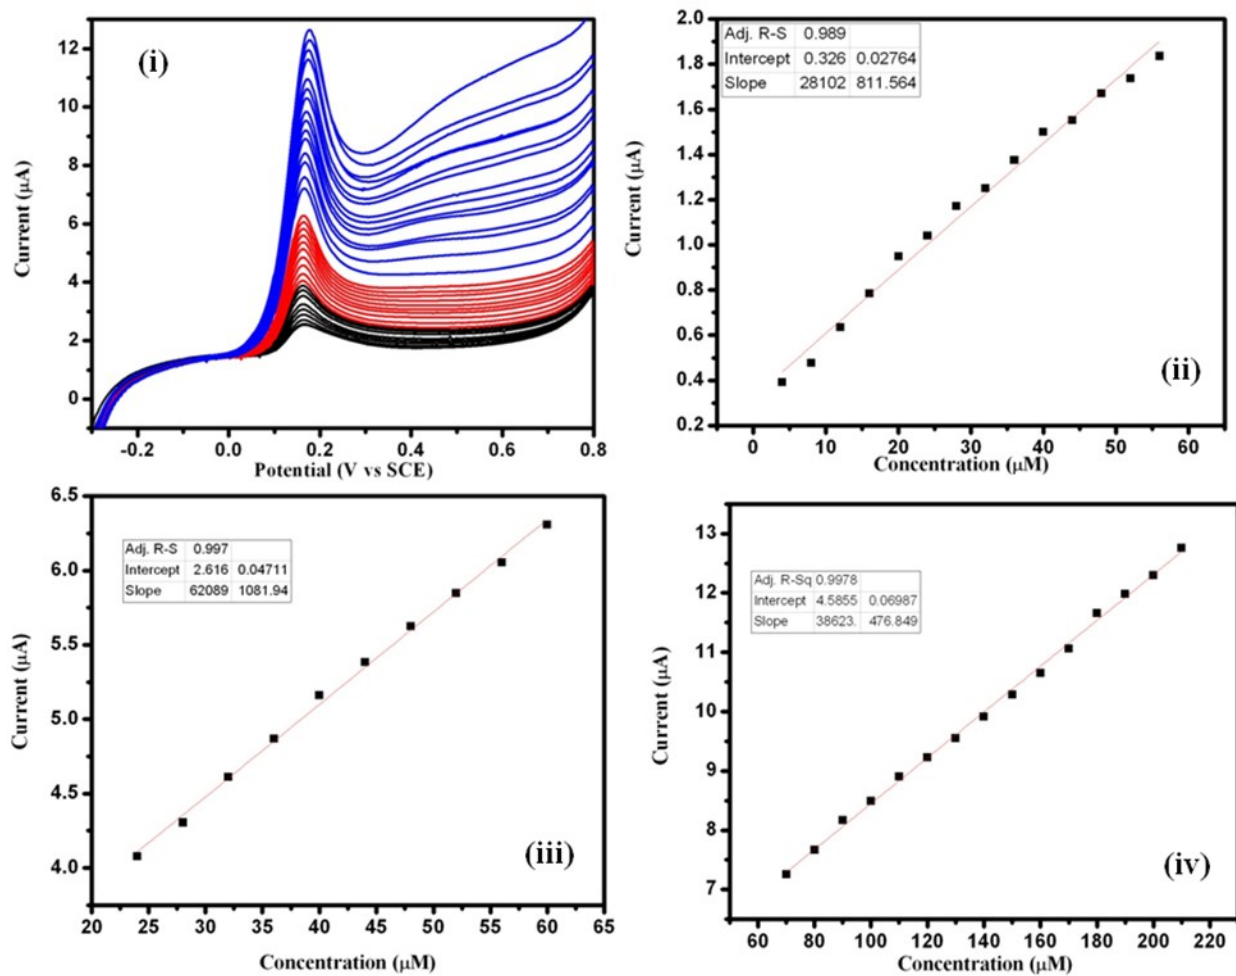 (i)
12
10
8
6
4
2
0
Current (µA)
-0.2 0.0 0.2 0.4 0.6 0.8
Potential (V vs SCE)
Adj. R-S 0.989
Intercept 0.326 0.02764
Slope 28102 811.564
2.0
1.8
1.6
1.4
1.2
1.0
0.8
0.6
0.4
0.2
Current (µA)
(ii)
0 10 20 30 40 50 60
Concentration (µM)
Adj. R-S 0.997
Intercept 2.616 0.04711
Slope 62089 1081.94
6.5
6.0
5.5
5.0
4.5
4.0
Current (µA)
(iii)
20 25 30 35 40 45 50 55 60 65
Concentration (µM)
Adj. R-Sq 0.9978
Intercept 4.5855 0.06987
Slope 38623. 476.849
13
12
11
10
9
8
7
Current (µA)
(iv)
60 80 100 120 140 160 180 200 220
Concentration (µM)